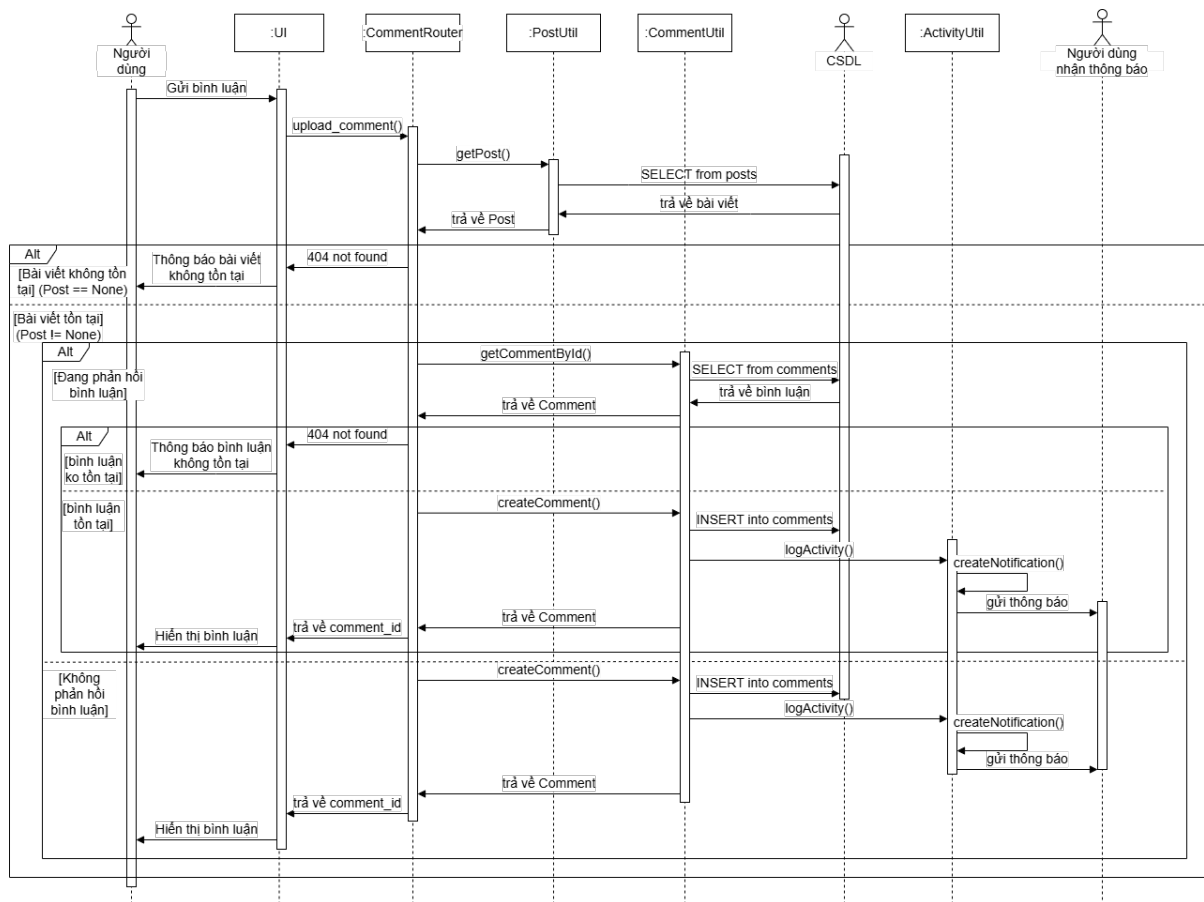 :UI
:CommentRouter
:PostUtil
:CommentUtil
:ActivityUtil
Người
dùng
CSDL
Người dùng
nhận thông báo
Gửi bình luận
upload_comment()
getPost()
SELECT from posts
trả về bài viết
trả về Post
Alt
[Bài viết không tồn
tại] (Post == None)
404 not found
Thông báo bài viết
không tồn tại
[Bài viết tồn tại]
(Post != None)
Alt
[Đang phản hồi
bình luận]
getCommentById()
SELECT from comments
trả về bình luận
trả về Comment
Alt
[bình luận
ko tồn tại]
404 not found
Thông báo bình luận
không tồn tại
[bình luận
tồn tại]
createComment()
INSERT into comments
logActivity()
createNotification()
gửi thông báo
trả về Comment
trả về comment_id
Hiển thị bình luận
[Không
phản hồi
bình luận]
createComment()
INSERT into comments
logActivity()
createNotification()
gửi thông báo
trả về Comment
trả về comment_id
Hiển thị bình luận